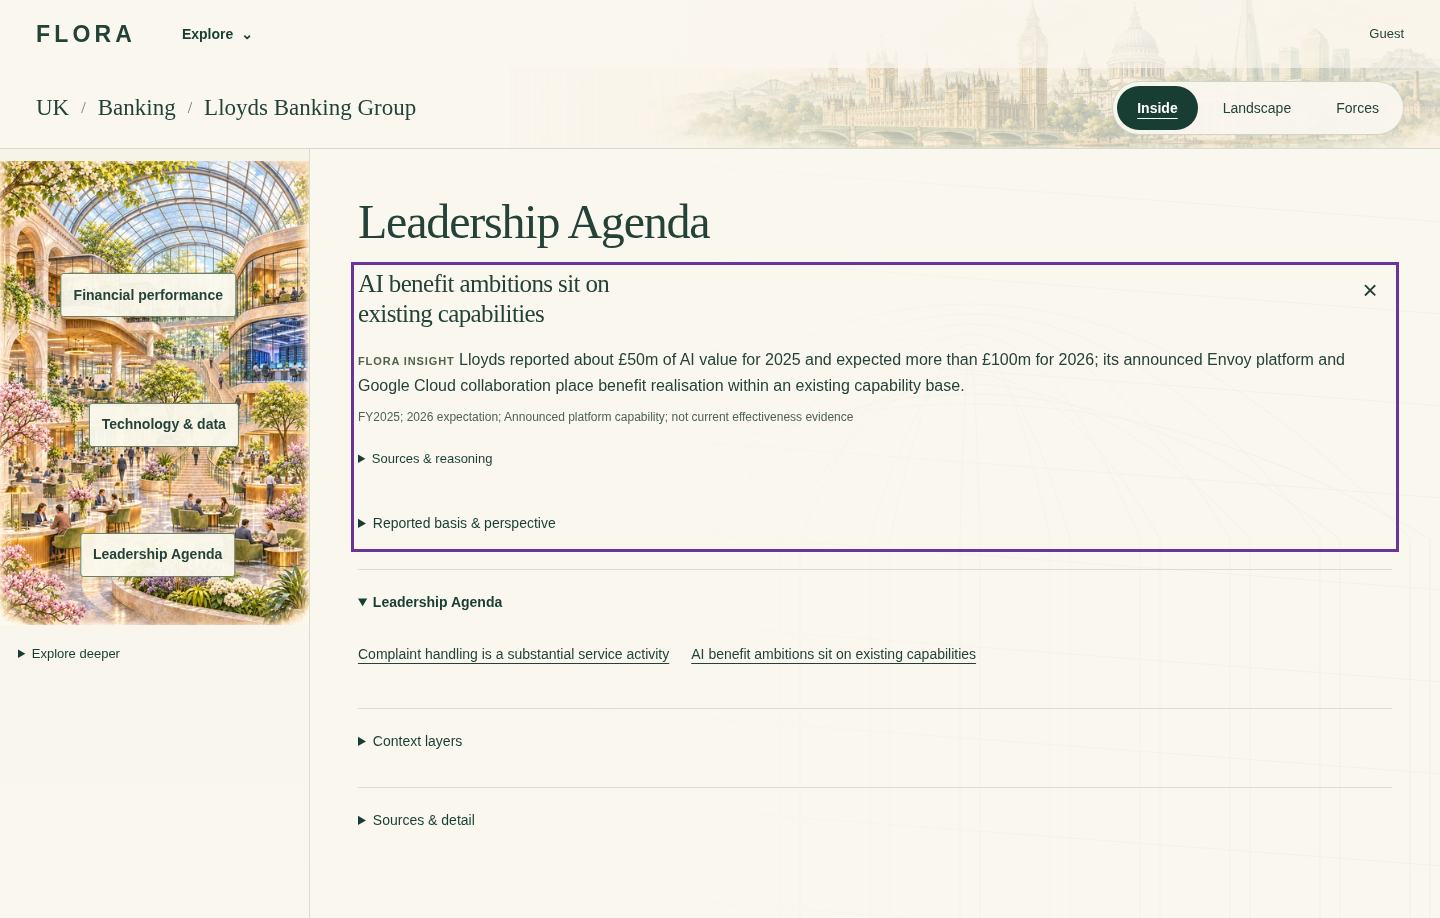 FLORA
Explore
Guest
UK / Banking / Lloyds Banking Group
Inside
Landscape
Forces
Financial performance
Technology & data
Leadership Agenda
Explore deeper
Leadership Agenda
AI benefit ambitions sit on
existing capabilities
FLORA INSIGHT Lloyds reported about £50m of AI value for 2025 and expected more than £100m for 2026; its announced Envoy platform and
Google Cloud collaboration place benefit realisation within an existing capability base.
FY2025; 2026 expectation; Announced platform capability; not current effectiveness evidence
Sources & reasoning
Reported basis & perspective
Leadership Agenda
Complaint handling is a substantial service activity
AI benefit ambitions sit on existing capabilities
Context layers
Sources & detail